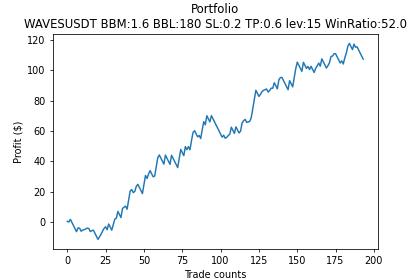 Portfolio
WAVESUSDT BBM:1.6 BBL:180 SL:0.2 TP:0.6 lev:15 WinRatio:52.0
120
100
80
60
40
20
0
Profit ($)
0 25 50 75 100 125 150 175 200
Trade counts